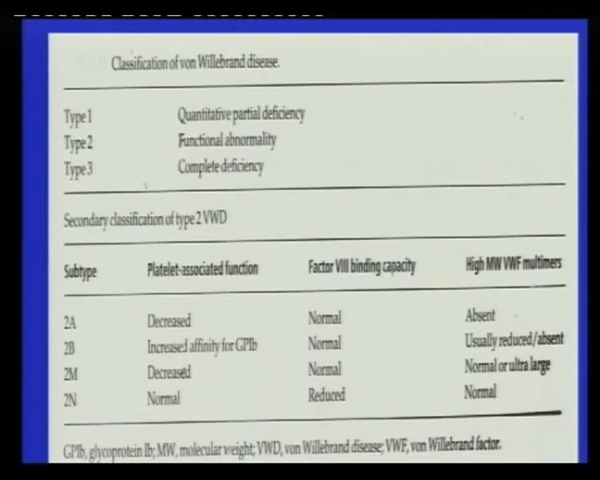 Classification of von Willebrand disease.
Type 1 Quantitative partial deficiency
Type 2 Functional abnormality
Type 3 Complete deficiency
Secondary classification of type 2 VWD
Subtype Platelet-associated function Factor VIII binding capacity High MW VWF multimers
2A Decreased Normal Absent
2B Increased affinity for GPIb Normal Usually reduced/absent
2M Decreased Normal Normal or ultra large
2N Normal Reduced Normal
GPIb, glycoprotein Ib; MW, molecular weight; VWD, von Willebrand disease; VWF, von Willebrand factor.